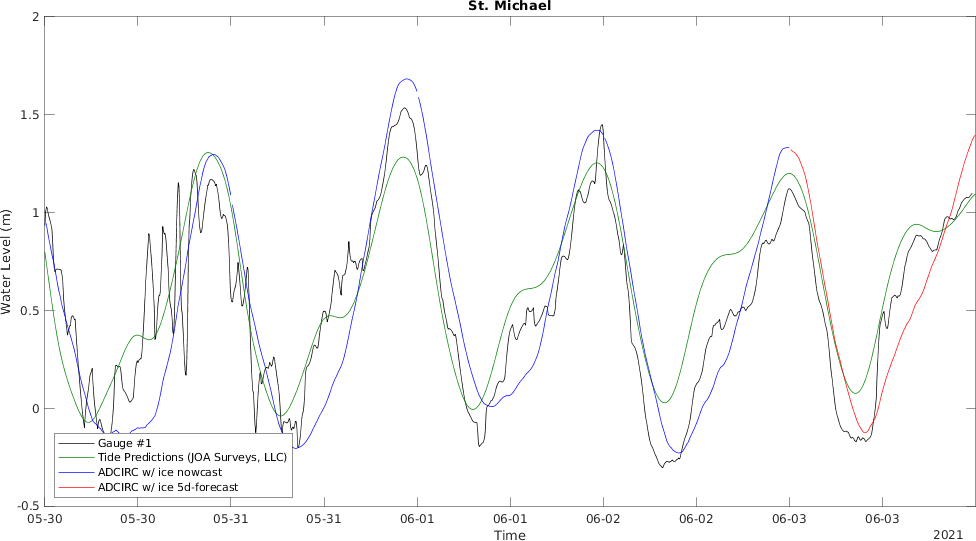 St. Michael
2
1.5
1
0.5
0
-0.5
Water Level (m)
Gauge #1
Tide Predictions (JOA Surveys, LLC)
ADCIRC w/ ice nowcast
ADCIRC w/ ice 5d-forecast
05-30 05-30 05-31 05-31 06-01 06-01 06-02 06-02 06-03 06-03
Time
2021